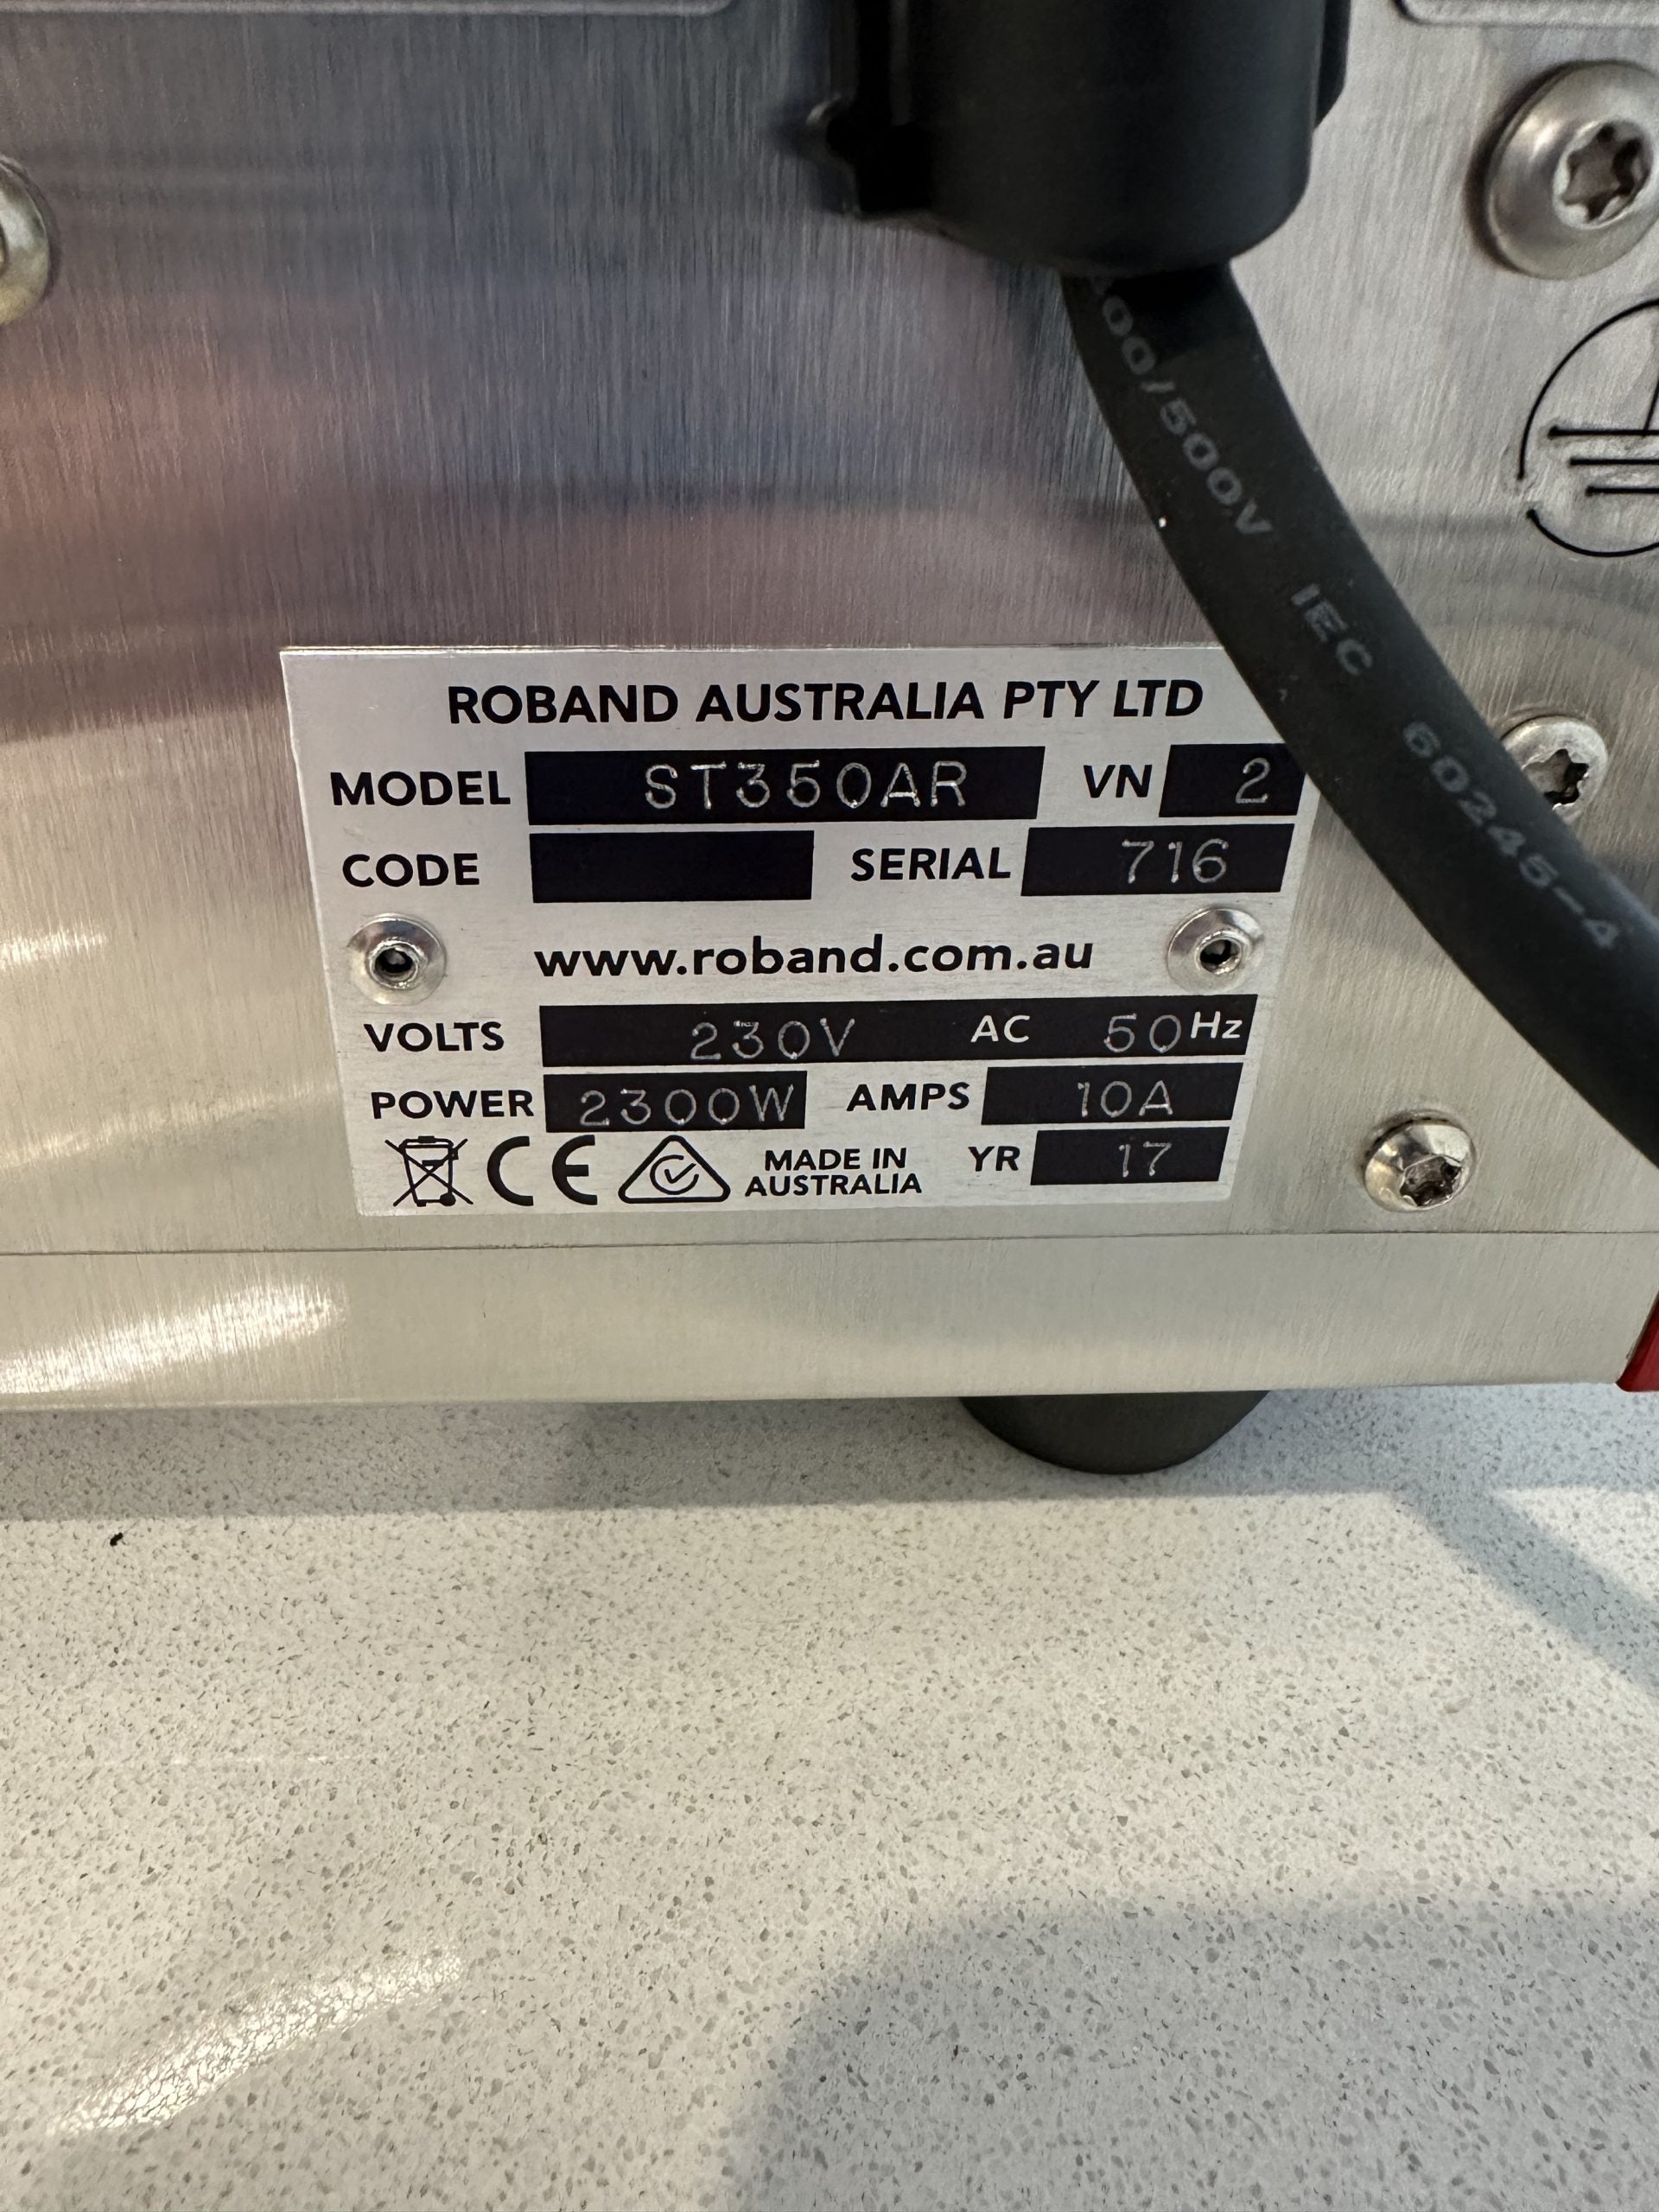 00/500V IEC 60245-4
ROBAND AUSTRALIA PTY LTD
MODEL ST350AR VN 2
CODE SERIAL 716
www.roband.com.au
VOLTS 230V AC 50Hz
POWER 2300W AMPS 10A
CE MADE IN
AUSTRALIA
YR 17